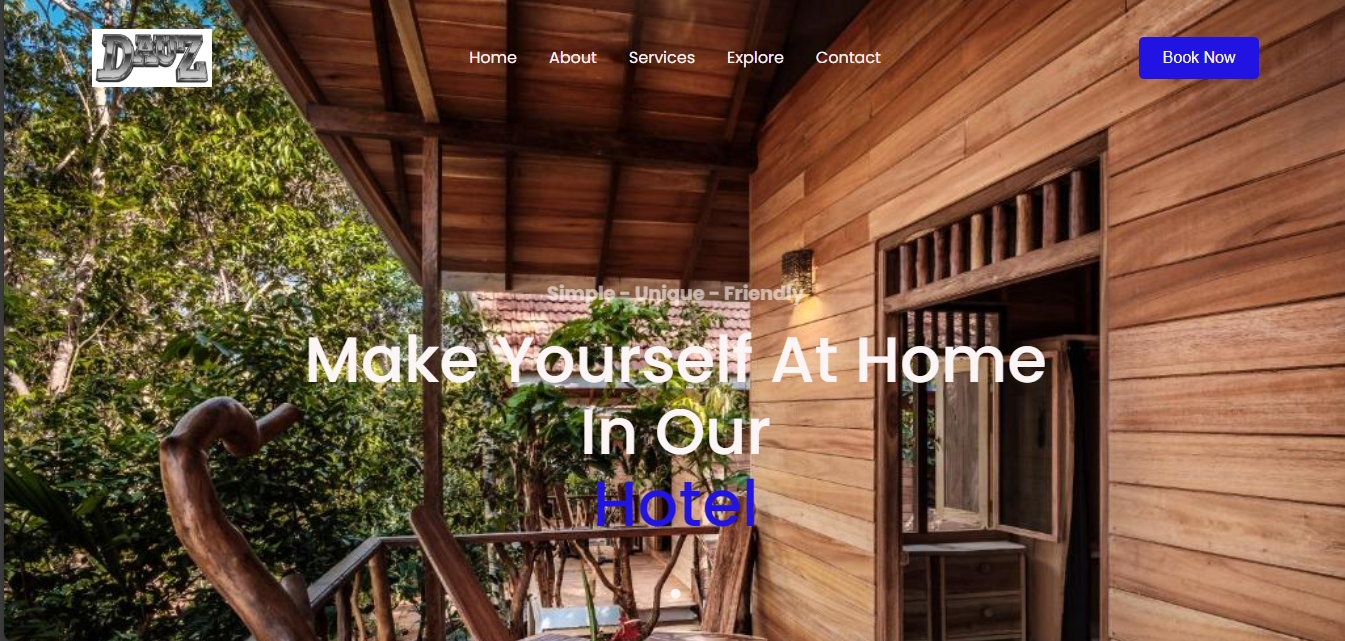 DAUZ
Home
About
Services
Explore
Contact
Book Now
Simple - Unique - Friendly
Make Yourself At Home
In Our
Hotel